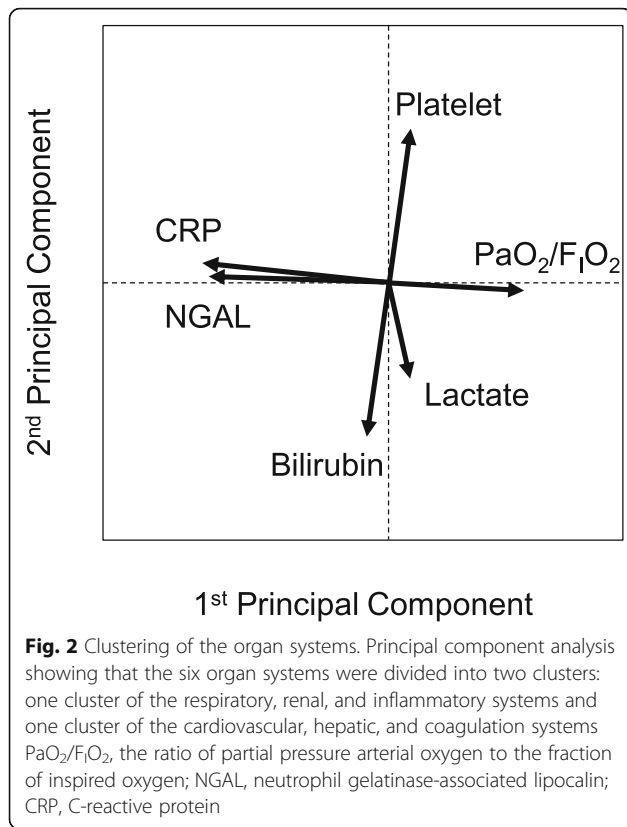 Platelet
CRP
PaO₂/FᵢO₂
NGAL
Lactate
Bilirubin
2nd Principal Component
1st Principal Component
Fig. 2 Clustering of the organ systems. Principal component analysis
showing that the six organ systems were divided into two clusters:
one cluster of the respiratory, renal, and inflammatory systems and
one cluster of the cardiovascular, hepatic, and coagulation systems
PaO₂/FᵢO₂, the ratio of partial pressure arterial oxygen to the fraction
of inspired oxygen; NGAL, neutrophil gelatinase-associated lipocalin;
CRP, C-reactive protein